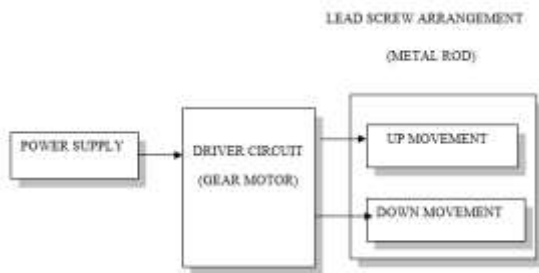 LEAD SCREW ARRANGEMENT
(METAL ROD)
POWER SUPPLY
DRIVER CIRCUIT
(GEAR MOTOR)
UP MOVEMENT
DOWN MOVEMENT